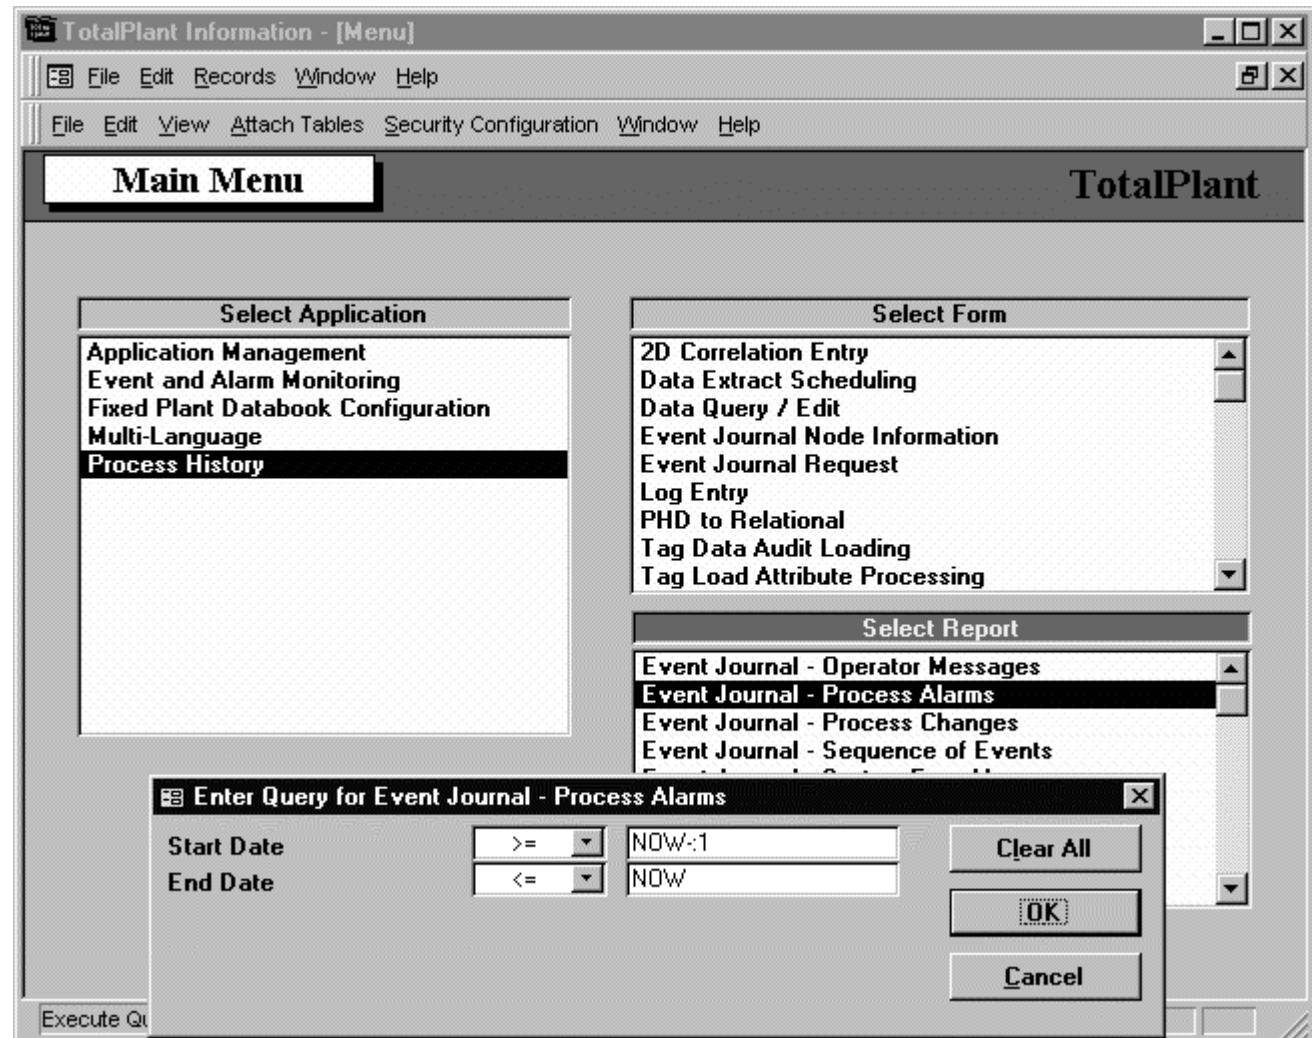 TotalPlant Information - [Menu]
File Edit Records Window Help
File Edit View Attach Tables Security Configuration Window Help
Main Menu
TotalPlant
Select Application
Application Management
Event and Alarm Monitoring
Fixed Plant Databook Configuration
Multi-Language
Process History
Select Form
2D Correlation Entry
Data Extract Scheduling
Data Query / Edit
Event Journal Node Information
Event Journal Request
Log Entry
PHD to Relational
Tag Data Audit Loading
Tag Load Attribute Processing
Select Report
Event Journal - Operator Messages
Event Journal - Process Alarms
Event Journal - Process Changes
Event Journal - Sequence of Events
Enter Query for Event Journal - Process Alarms
Start Date >= NOW-:1
End Date <= NOW
Clear All
OK
Cancel
Execute